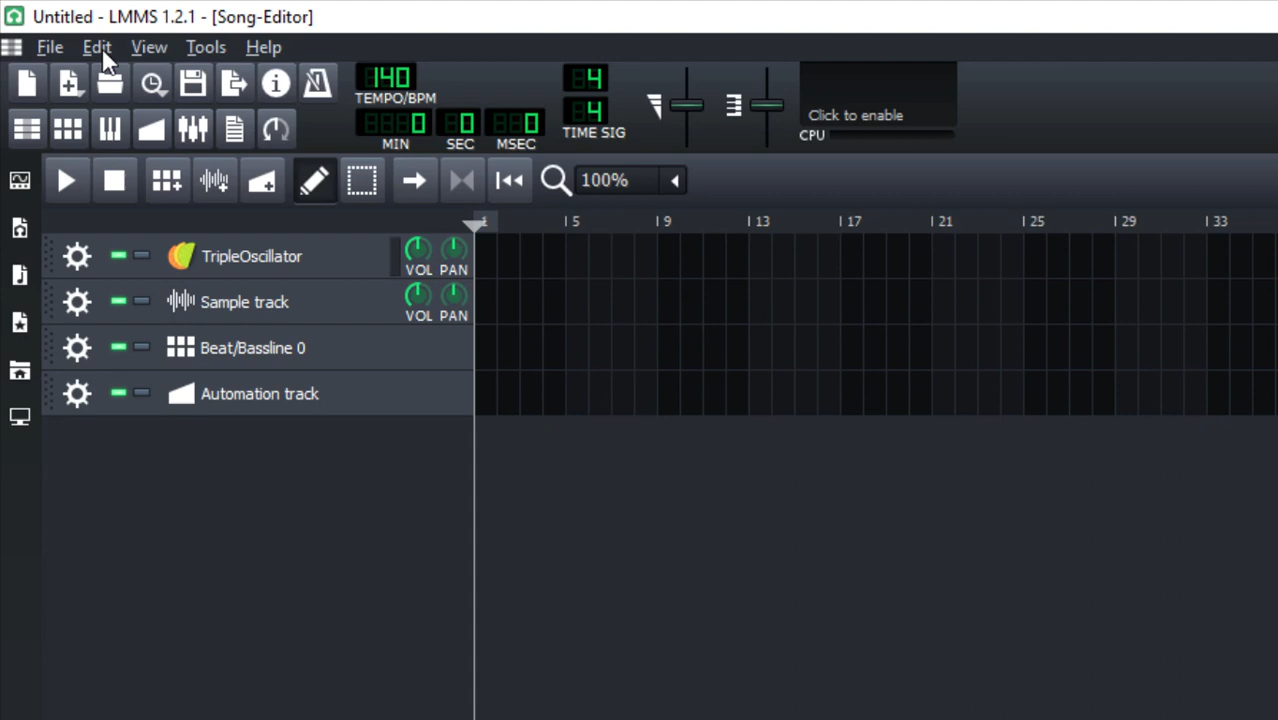 Untitled - LMMS 1.2.1 - [Song-Editor]
File Edit View Tools Help
140
TEMPO/BPM
4
4
TIME SIG
0 0 0
MIN SEC MSEC
Click to enable
CPU
100%
1 5 9 13 17 21 25 29 33
TripleOscillator VOL PAN
Sample track VOL PAN
Beat/Bassline 0
Automation track